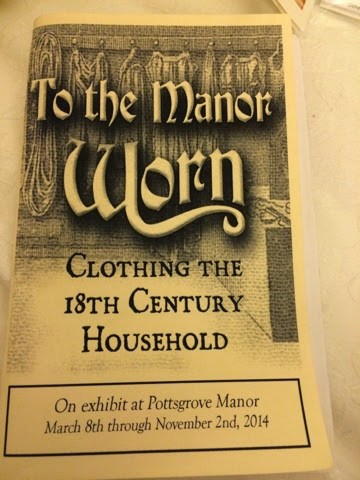 To the Manor
Worn
CLOTHING THE
18TH CENTURY
HOUSEHOLD
On exhibit at Pottsgrove Manor
March 8th through November 2nd, 2014